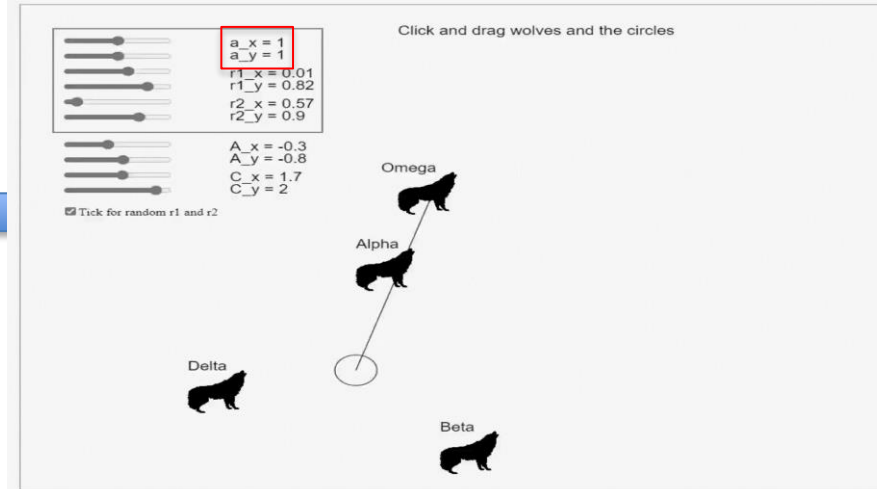 Click and drag wolves and the circles
a_x = 1
a_y = 1
r1_x = 0.01
r1_y = 0.82
r2_x = 0.57
r2_y = 0.9
A_x = -0.3
A_y = -0.8
C_x = 1.7
C_y = 2
Tick for random r1 and r2
Omega
Alpha
Delta
Beta